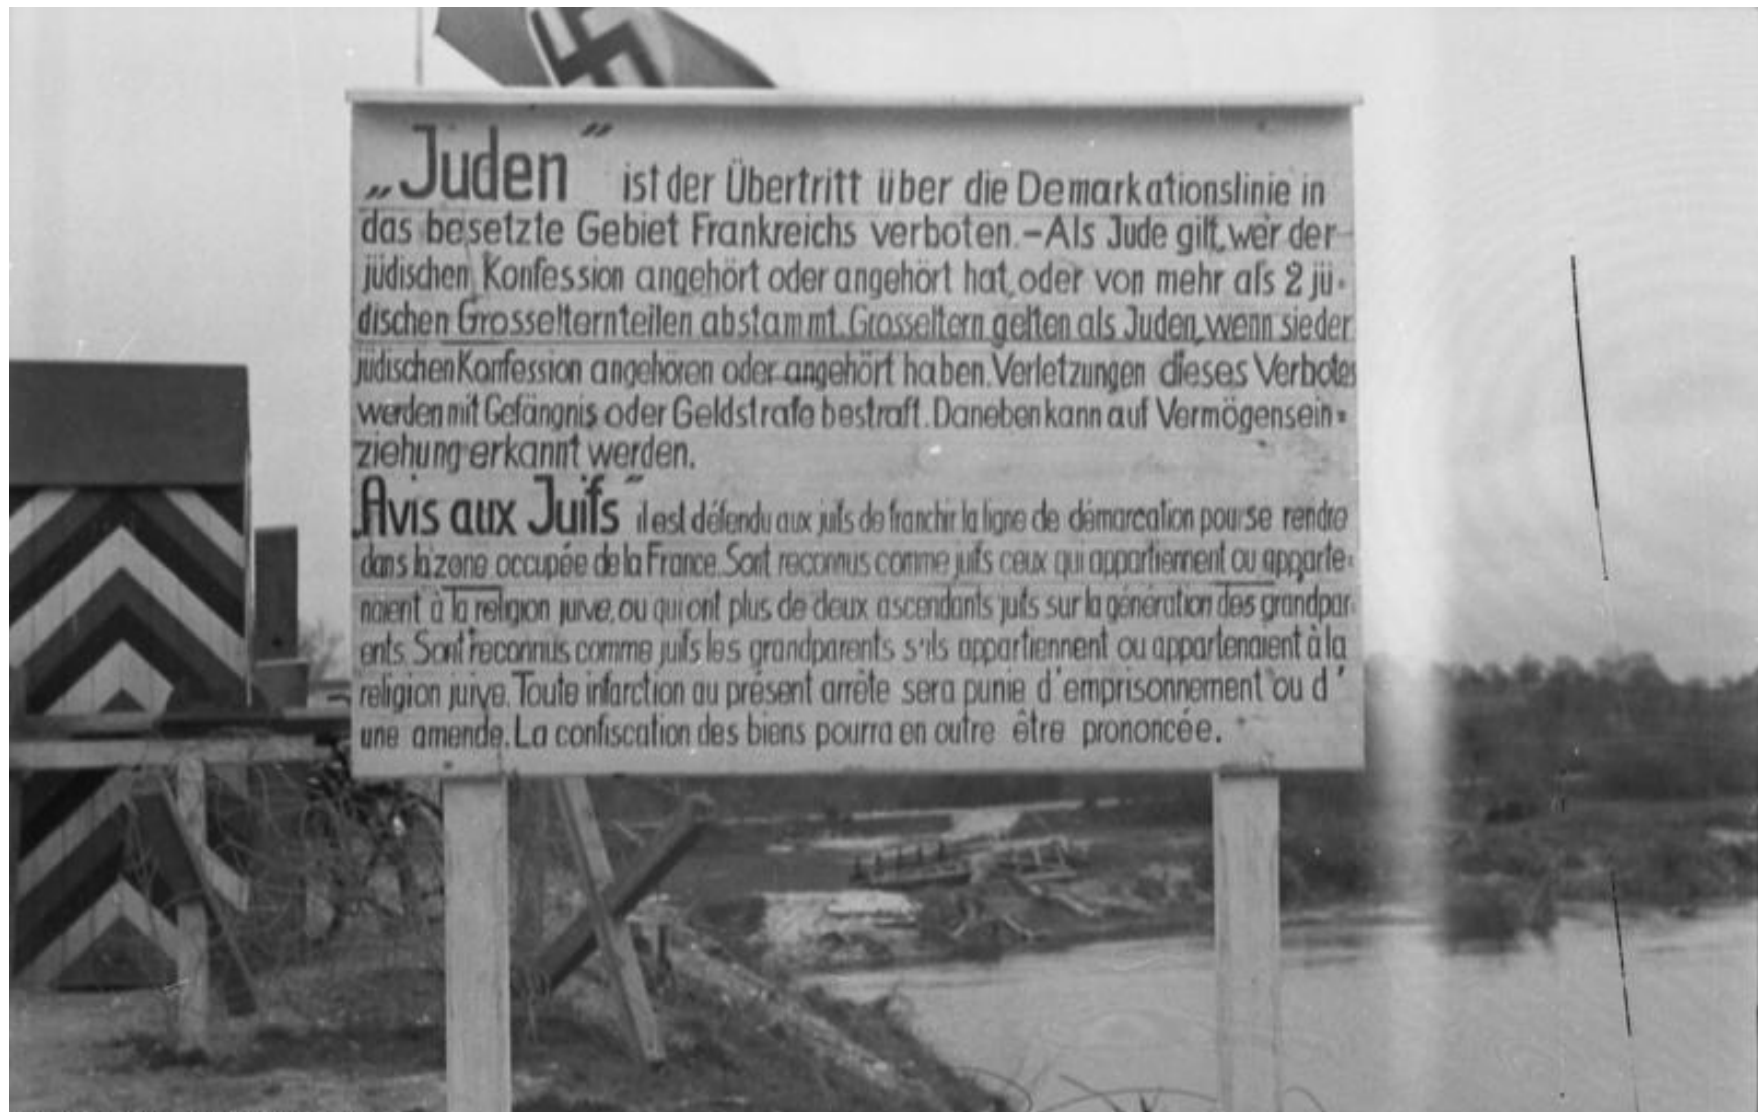 „Juden“ ist der Übertritt über die Demarkationslinie in
das besetzte Gebiet Frankreichs verboten.-Als Jude gilt, wer der
jüdischen Konfession angehört oder angehört hat, oder von mehr als 2 jü-
dischen Grosselternteilen abstammt. Grosseltern gelten als Juden, wenn sie der
jüdischen Konfession angehören oder angehört haben. Verletzungen dieses Verbotes
werden mit Gefängnis oder Geldstrafe bestraft. Daneben kann auf Vermögensein=
ziehung erkannt werden.
„Avis aux Juifs“ il est défendu aux juifs de franchir la ligne de démarcation pour se rendre
dans la zone occupée de la France. Sont reconnus comme juifs ceux qui appartiennent ou apparte=
naient à la religion juive, ou qui ont plus de deux ascendants juifs sur la génération des grandpar-
ents. Sont reconnus comme juifs les grandparents s'ils appartiennent ou appartenaient à la
religion juive. Toute infarction au présent arrête sera punie d'emprisonnement ou d'
une amende. La confiscation des biens pourra en outre être prononcée.